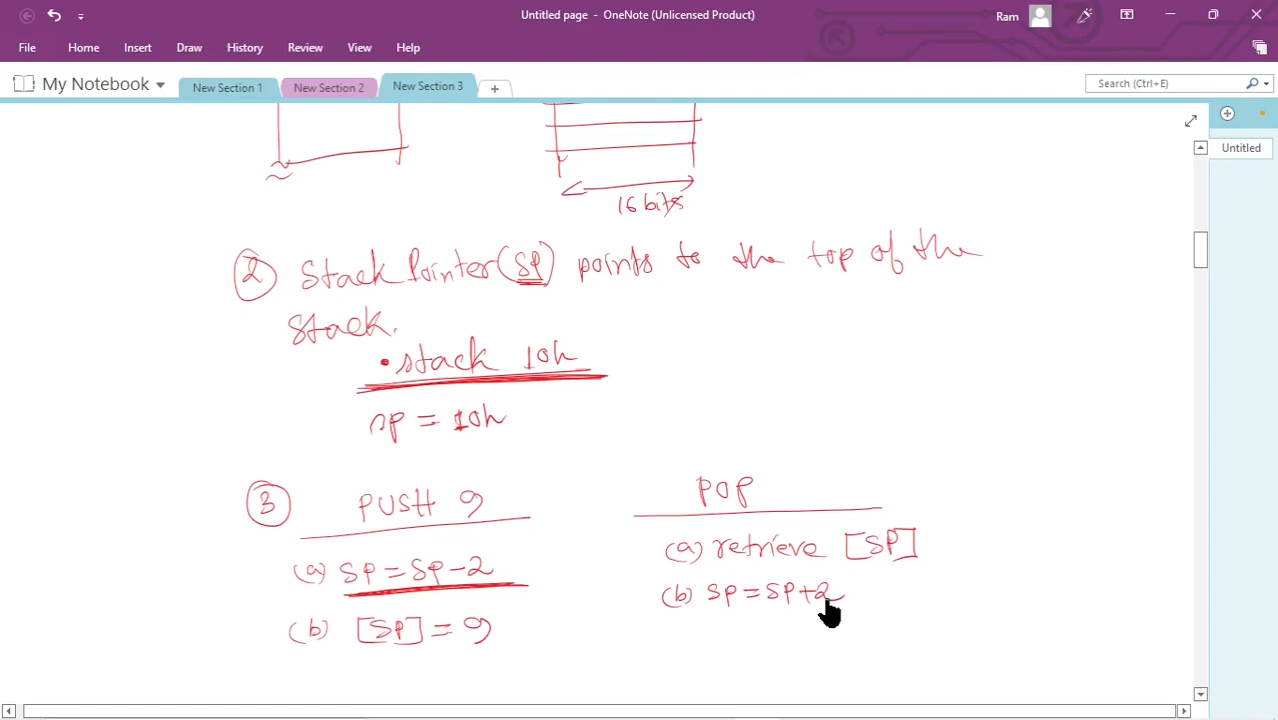 Untitled page - OneNote (Unlicensed Product)
Ram
File Home Insert Draw History Review View Help
My Notebook New Section 1 New Section 2 New Section 3 +
Search (Ctrl+E)
Untitled
16 bits
2 Stack Pointer (SP) points to the top of the
Stack.
.stack 10h
sp = 10h
3 PUSH 9
(a) SP = SP-2
(b) [SP] = 9
POP
(a) retrieve [SP]
(b) SP = SP+2